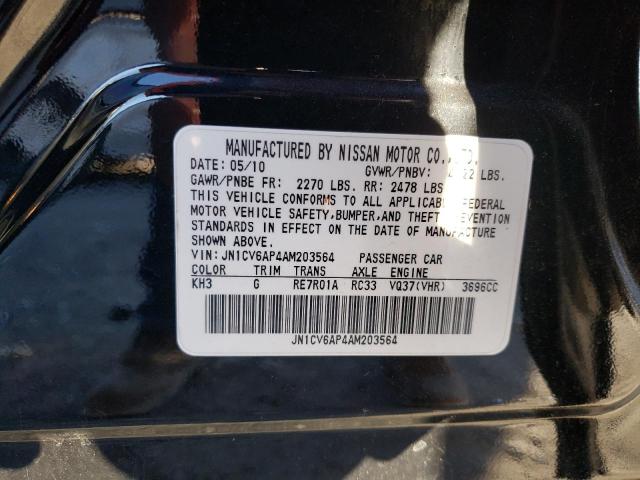 MANUFACTURED BY NISSAN MOTOR CO.,
DATE: 05/10 GVWR/PNBV: LBS.
GAWR/PNBE FR: 2270 LBS. RR: 2478 LBS
THIS VEHICLE CONFORMS TO ALL APPLICABLE FEDERAL
MOTOR VEHICLE SAFETY,BUMPER,AND THEFT PREVENTION
STANDARDS IN EFFECT ON THE DATE OF MANUFACTURE
SHOWN ABOVE.
VIN: JN1CV6AP4AM203564 PASSENGER CAR
COLOR TRIM TRANS AXLE ENGINE
KH3 G RE7R01A RC33 VQ37(VHR) 3696CC
JN1CV6AP4AM203564